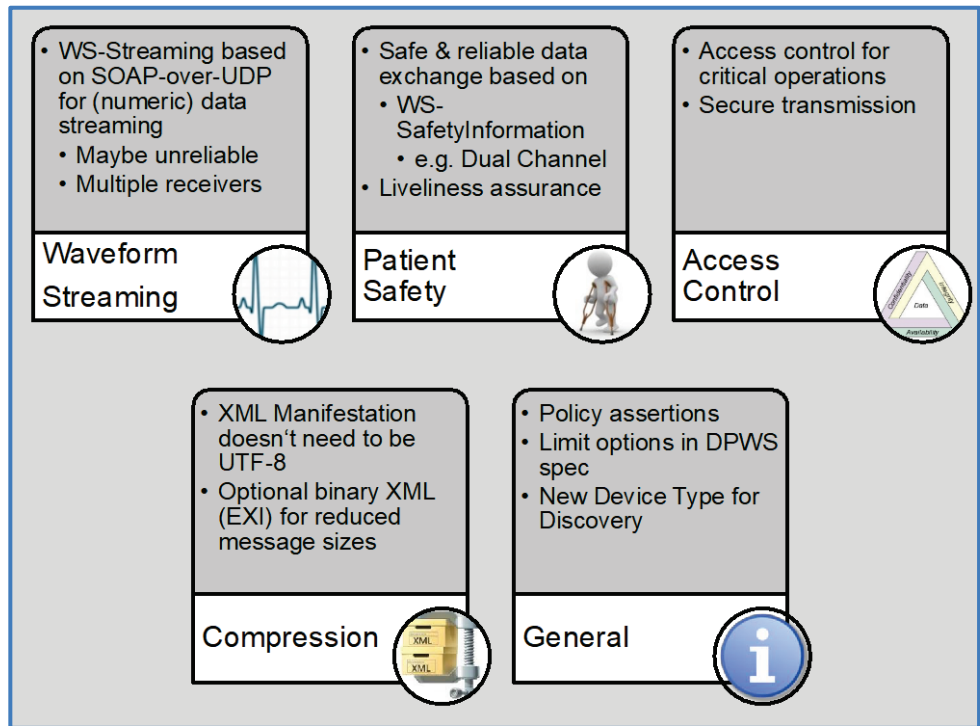 • WS-Streaming based
on SOAP-over-UDP
for (numeric) data
streaming
• Maybe unreliable
• Multiple receivers
Waveform
Streaming
• Safe & reliable data
exchange based on
• WS-
SafetyInformation
• e.g. Dual Channel
• Liveliness assurance
Patient
Safety
• Access control for
critical operations
• Secure transmission
Access
Control
Confidentiality
Integrity
Data
Availability
• XML Manifestation
doesn‘t need to be
UTF-8
• Optional binary XML
(EXI) for reduced
message sizes
Compression
XML
XML
• Policy assertions
• Limit options in DPWS
spec
• New Device Type for
Discovery
General
i